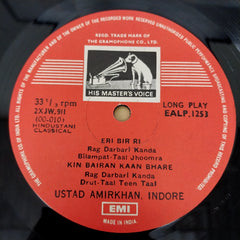 REGD. TRADE MARK OF
THE GRAMOPHONE CO., LTD.
HIS MASTER'S VOICE
33⅓ rpm
2XJW.911
(00-010)
HINDUSTANI
CLASSICAL
LONG PLAY
EALP.1253
ERI BIR RI
Rag Darbari Kanda
Bilampat-Taal Jhoomra
KIN BAIRAN KAAN BHARE
Rag Darbari Kanda
Drut-Taal Teen Taal
USTAD AMIRKHAN, INDORE
EMI
MADE IN INDIA